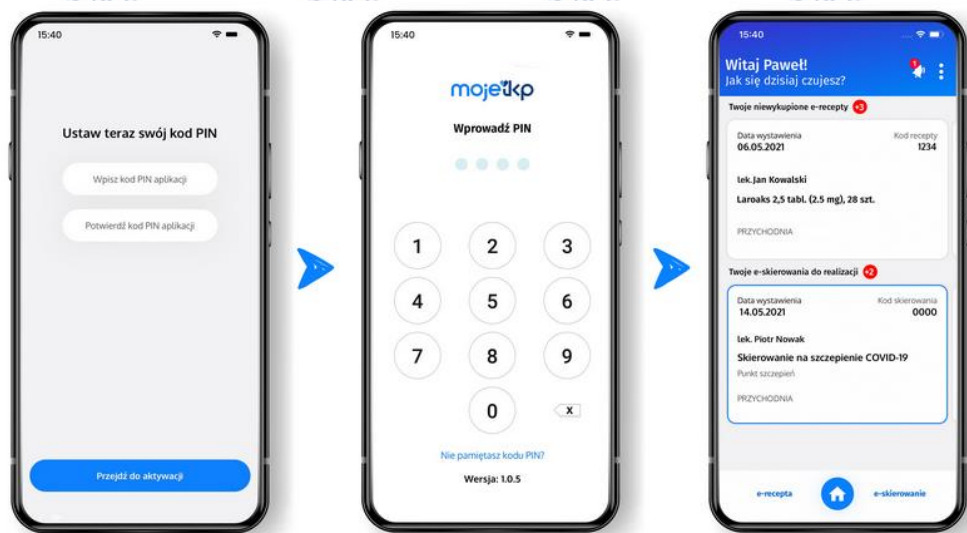 15:40
Ustaw teraz swój kod PIN
Wpisz kod PIN aplikacji
Potwierdź kod PIN aplikacji
Przejdź do aktywacji
15:40
mojeikp
Wprowadź PIN
1 2 3
4 5 6
7 8 9
0 X
Nie pamiętasz kodu PIN?
Wersja: 1.0.5
15:40
Witaj Paweł!
Jak się dzisiaj czujesz?
1
Twoje niewykupione e-recepty +3
Data wystawienia Kod recepty
06.05.2021 1234
lek.Jan Kowalski
Laroaks 2,5 tabl. (2.5 mg), 28 szt.
PRZYCHODNIA
Twoje e-skierowania do realizacji +2
Data wystawienia Kod skierowania
14.05.2021 0000
lek. Piotr Nowak
Skierowanie na szczepienie COVID-19
Punkt szczepień
PRZYCHODNIA
e-recepta e-skierowanie